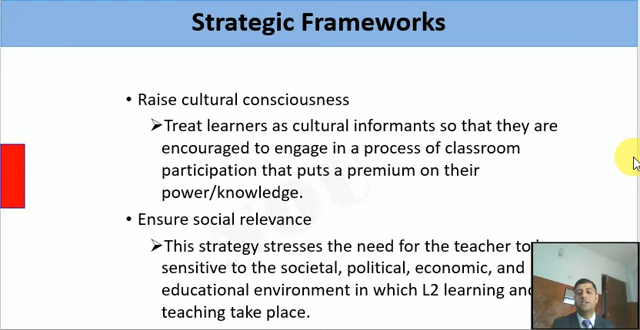 Strategic Frameworks
• Raise cultural consciousness
➢Treat learners as cultural informants so that they are
encouraged to engage in a process of classroom
participation that puts a premium on their
power/knowledge.
• Ensure social relevance
➢This strategy stresses the need for the teacher to
sensitive to the societal, political, economic, and
educational environment in which L2 learning and
teaching take place.